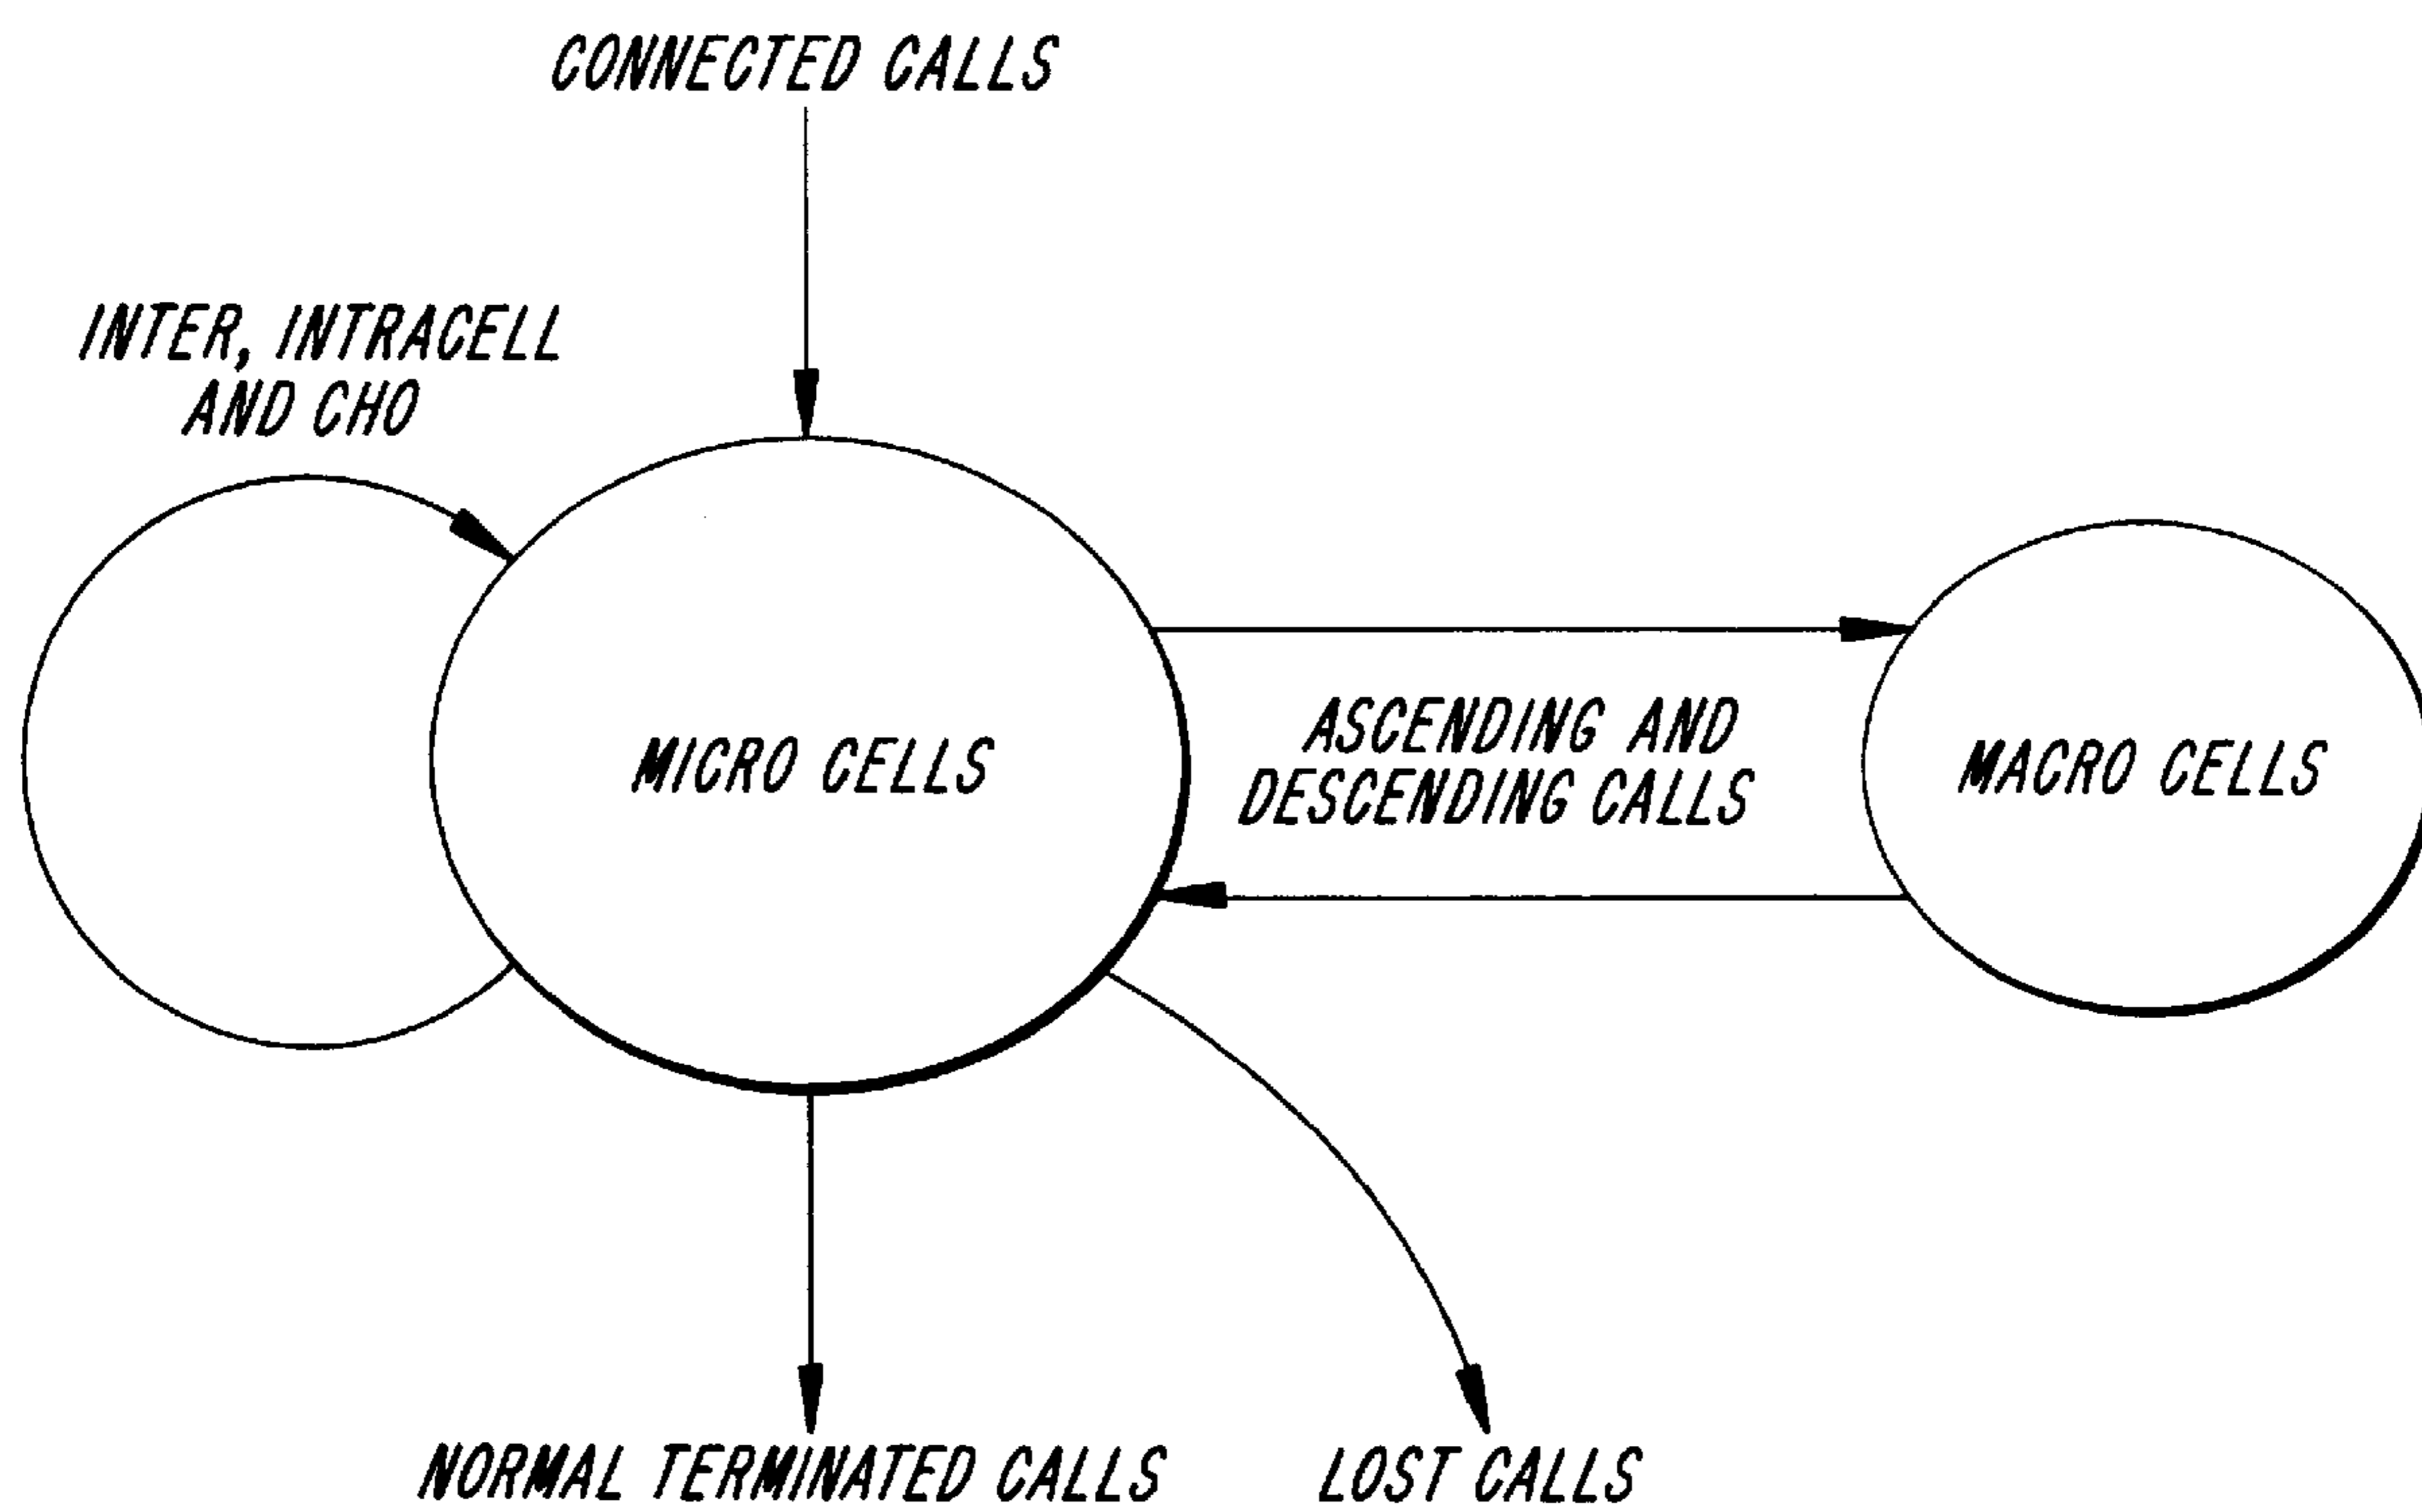 CONNECTED CALLS
INTER, INTRACELL
AND CHO
MICRO CELLS
ASCENDING AND
DESCENDING CALLS
MACRO CELLS
NORMAL TERMINATED CALLS
LOST CALLS